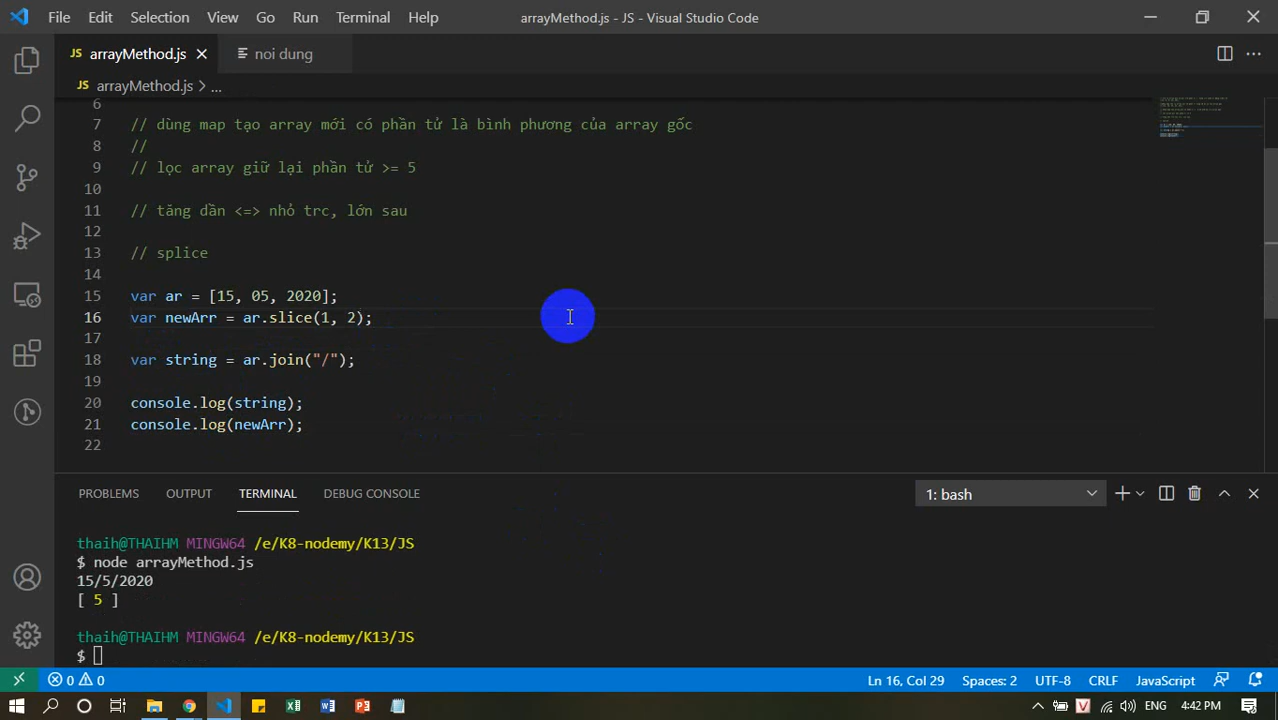 File Edit Selection View Go Run Terminal Help arrayMethod.js - JS - Visual Studio Code
JS arrayMethod.js noi dung
JS arrayMethod.js > ...
6
7 // dùng map tạo array mới có phần tử là bình phương của array gốc
8 //
9 // lọc array giữ lại phần tử >= 5
10
11 // tăng dần <=> nhỏ trc, lớn sau
12
13 // splice
14
15 var ar = [15, 05, 2020];
16 var newArr = ar.slice(1, 2);
17
18 var string = ar.join("/");
19
20 console.log(string);
21 console.log(newArr);
22
PROBLEMS OUTPUT TERMINAL DEBUG CONSOLE 1: bash
thaih@THAIHM MINGW64 /e/K8-nodemy/K13/JS
$ node arrayMethod.js
15/5/2020
[ 5 ]
thaih@THAIHM MINGW64 /e/K8-nodemy/K13/JS
$
0 0 Ln 16, Col 29 Spaces: 2 UTF-8 CRLF JavaScript
ENG 4:42 PM